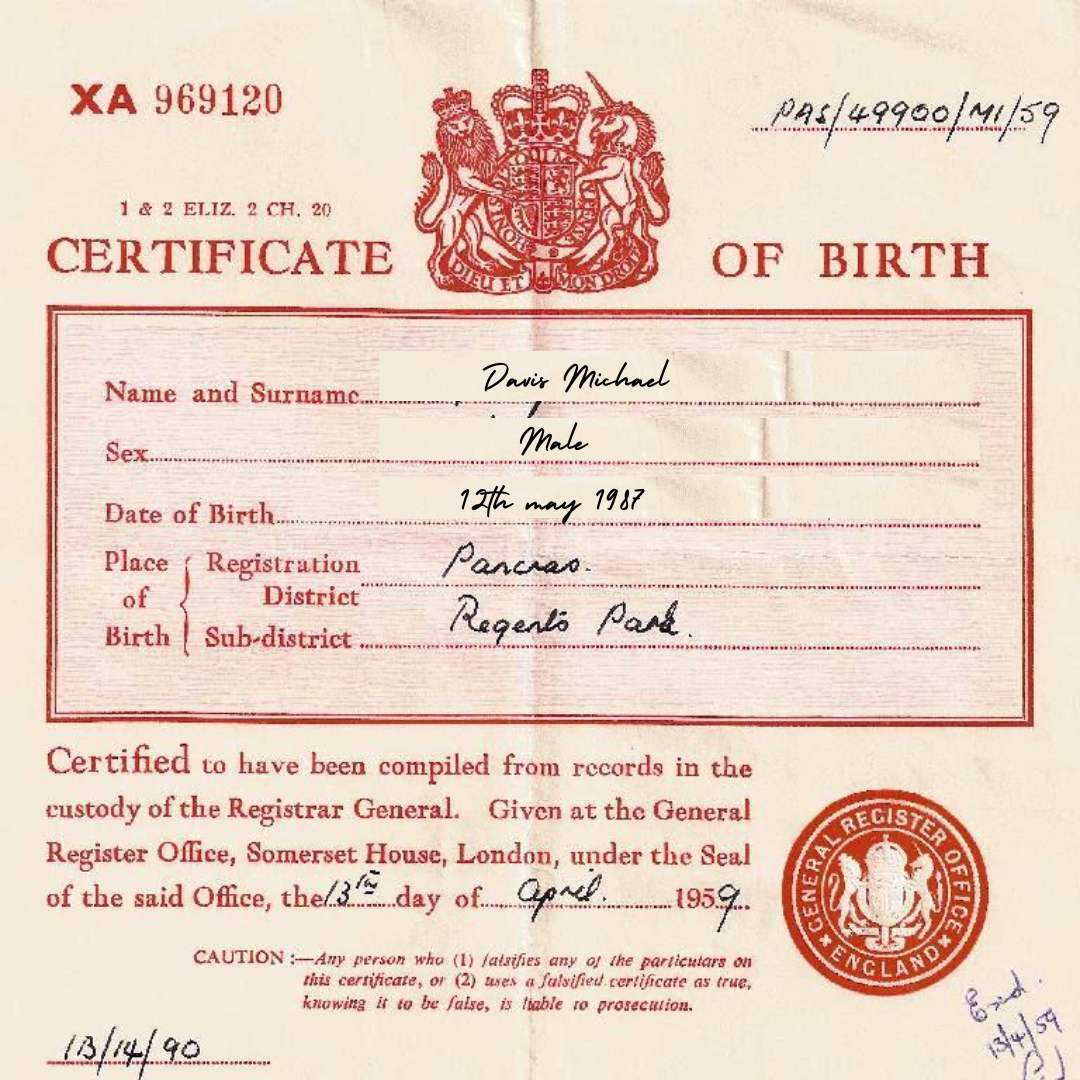 XA 969120
PAS/49900/M1/59
1 & 2 ELIZ. 2 CH. 20
CERTIFICATE OF BIRTH
DIEU ET MON DROIT
Name and Surname Davis Michael
Sex Male
Date of Birth 12th may 1987
Place of Birth { Registration District Pancras.
Sub-district Regents Park.
Certified to have been compiled from records in the
custody of the Registrar General. Given at the General
Register Office, Somerset House, London, under the Seal
of the said Office, the 13th day of April. 1959.
GENERAL REGISTER OFFICE
ENGLAND
CAUTION :—Any person who (1) falsifies any of the particulars on
this certificate, or (2) uses a falsified certificate as true,
knowing it to be false, is liable to prosecution.
13/4/59
13/14/90